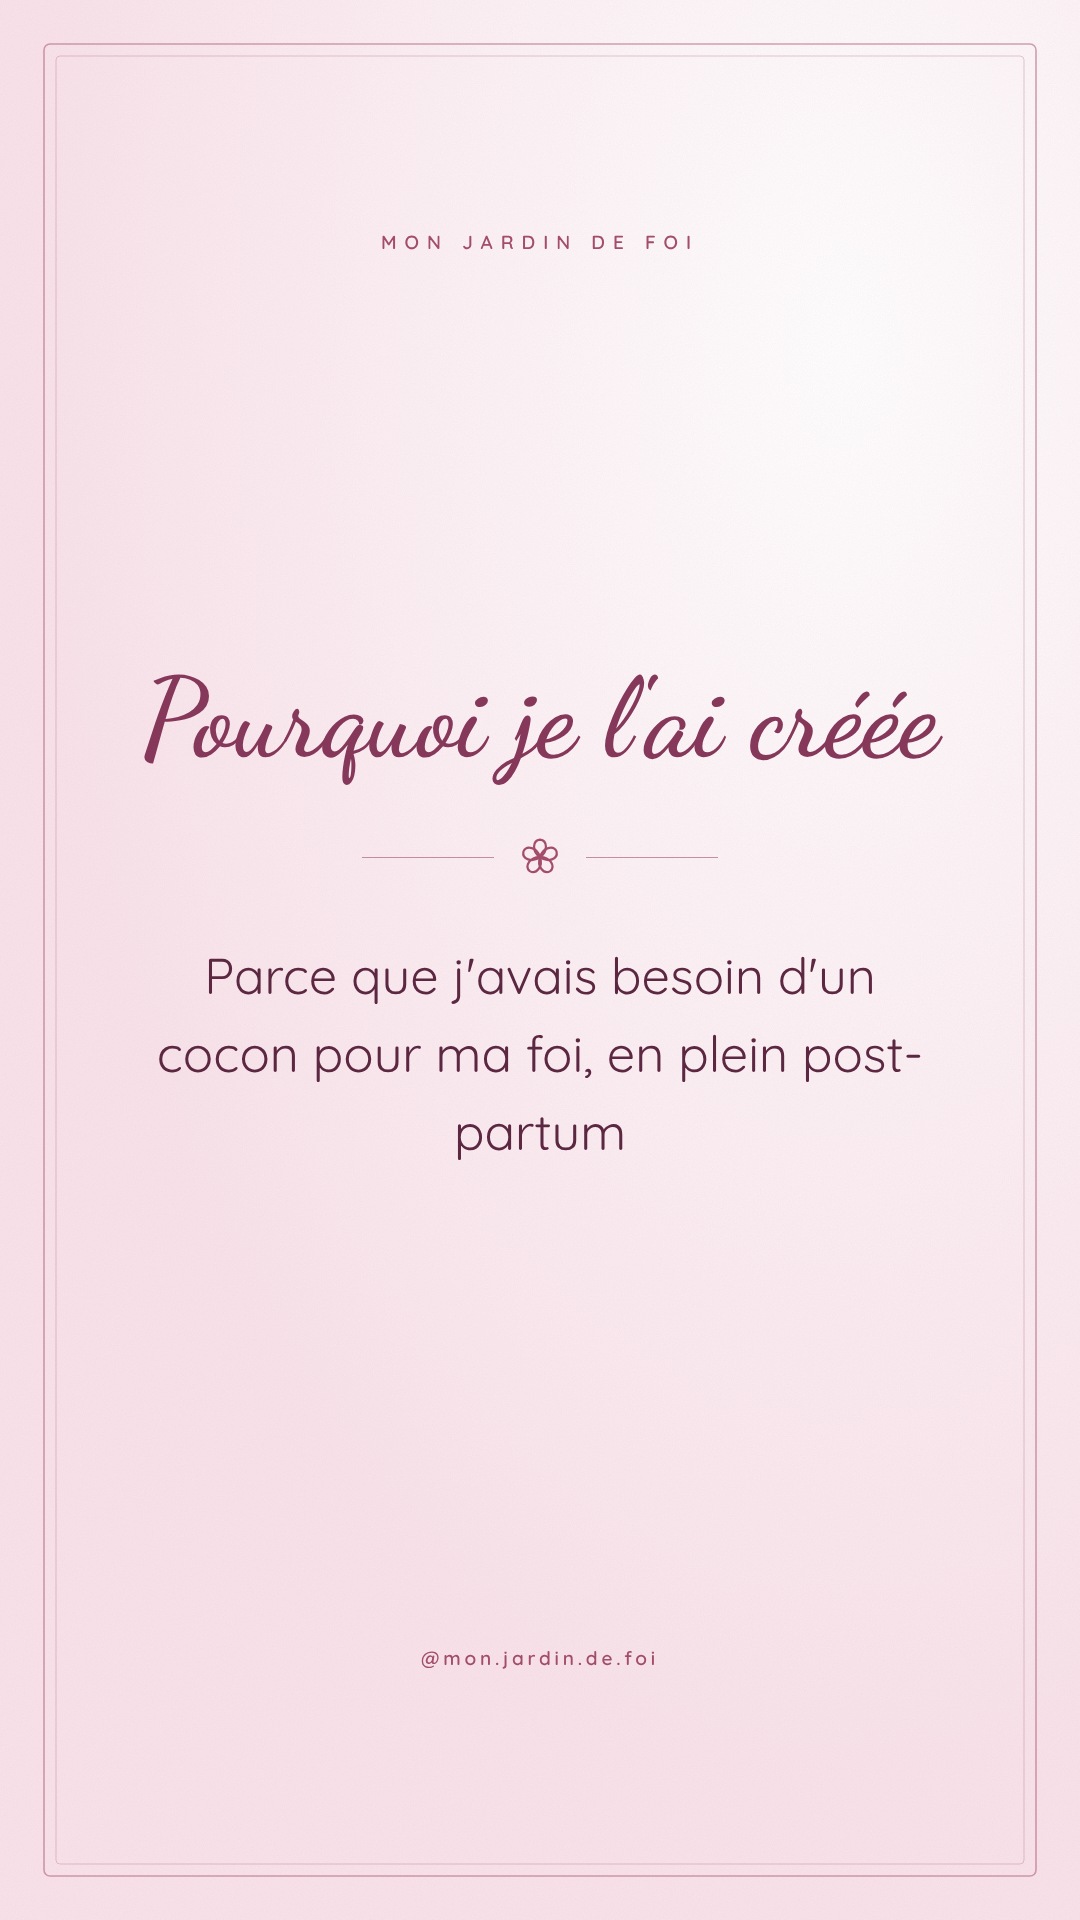 MON JARDIN DE FOI
Pourquoi je l'ai créée
Parce que j'avais besoin d'un
cocon pour ma foi, en plein post-
partum
@mon.jardin.de.foi